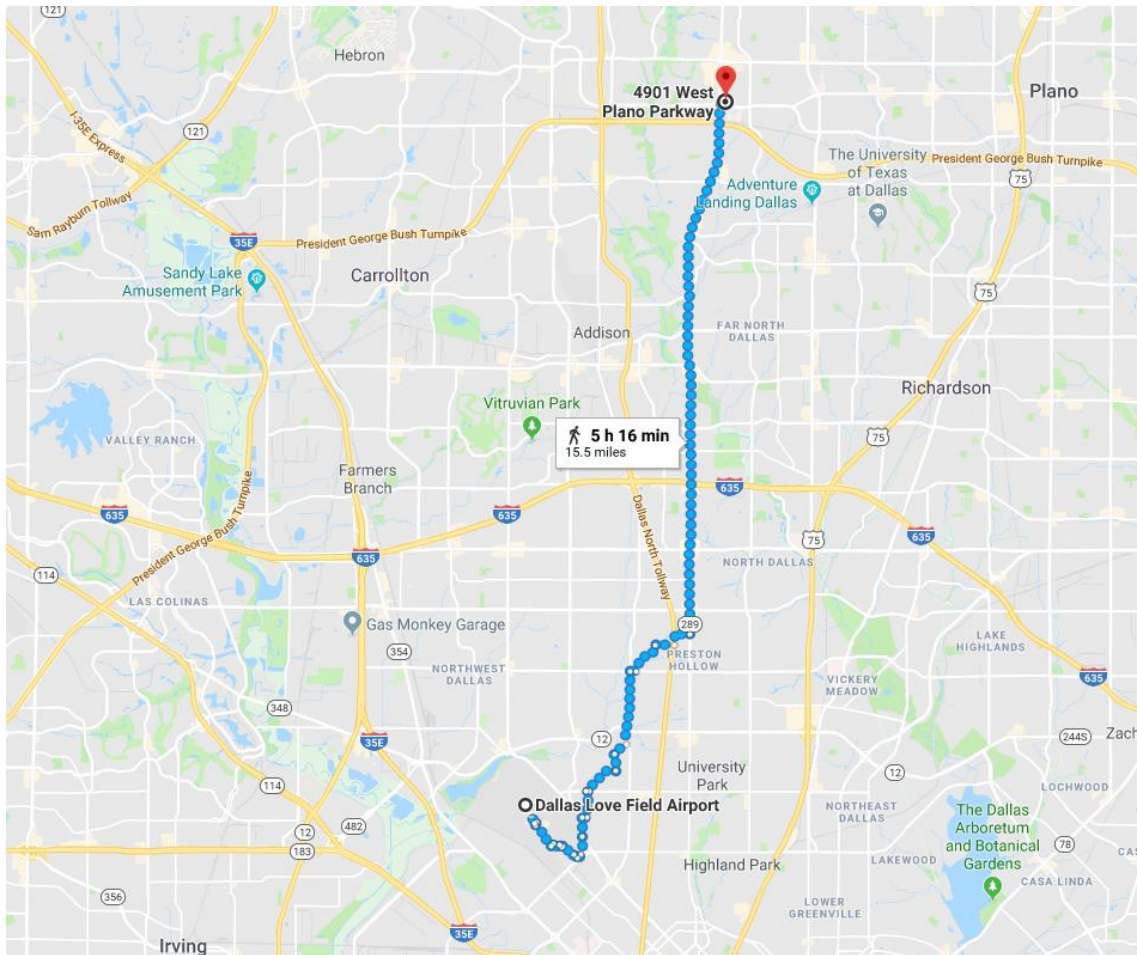 121
Hebron
4901 West
Plano Parkway
Plano
I-35E Express
121
The University
of Texas
at Dallas
President George Bush Turnpike
75
Adventure
Landing Dallas
Sam Rayburn Tollway
35E
President George Bush Turnpike
Sandy Lake
Amusement Park
Carrollton
75
Addison
FAR NORTH
DALLAS
Richardson
Vitruvian Park
5 h 16 min
15.5 miles
75
VALLEY RANCH
Farmers
Branch
President George Bush Turnpike
635
635
635
Dallas North Tollway
75
635
635
114
NORTH DALLAS
LAS COLINAS
Gas Monkey Garage
289
354
PRESTON
HOLLOW
LAKE
HIGHLANDS
NORTHWEST
DALLAS
VICKERY
MEADOW
635
348
12
35E
244S
Zach
University
Park
12
114
LOCHWOOD
Dallas Love Field Airport
NORTHEAST
DALLAS
The Dallas
Arboretum
and Botanical
Gardens
482
12
183
78
CAS
Highland Park
LAKEWOOD
CASA LINDA
356
LOWER
GREENVILLE
35E
Irving